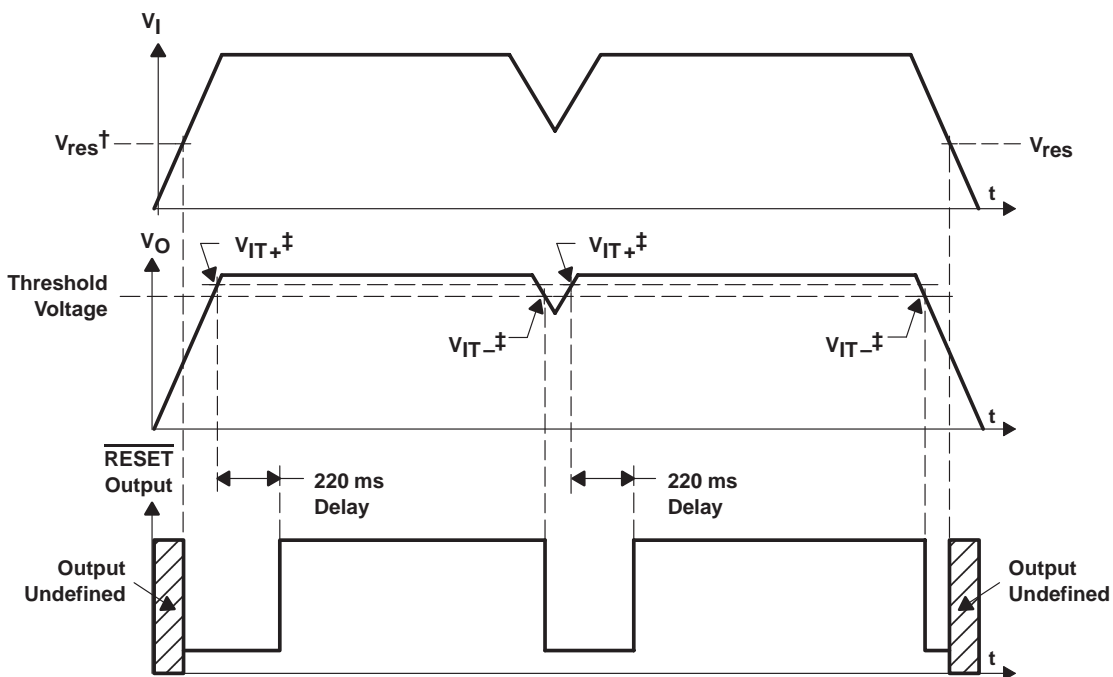 VI
Vres†
Vres
t
VO
VIT+‡
VIT+‡
Threshold
Voltage
VIT−‡
VIT−‡
t
RESET
Output
220 ms
Delay
220 ms
Delay
Output
Undefined
Output
Undefined
t